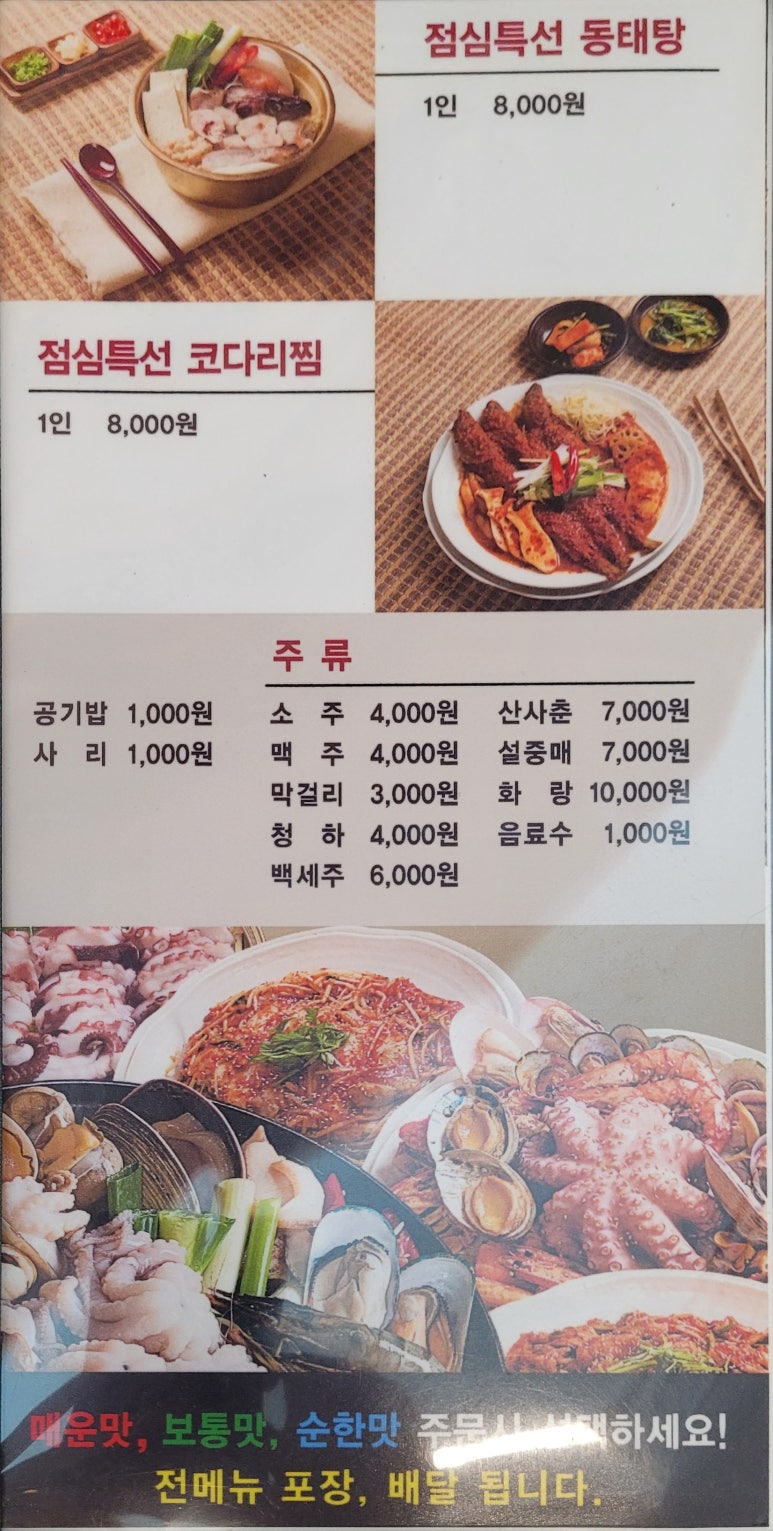 점심특선 동태탕
1인 8,000원
점심특선 코다리찜
1인 8,000원
주 류
공기밥 1,000원
사 리 1,000원
소 주 4,000원
맥 주 4,000원
막걸리 3,000원
청 하 4,000원
백세주 6,000원
산사춘 7,000원
설중매 7,000원
화 랑 10,000원
음료수 1,000원
매운맛, 보통맛, 순한맛 주문시 선택하세요!
전메뉴 포장, 배달 됩니다.